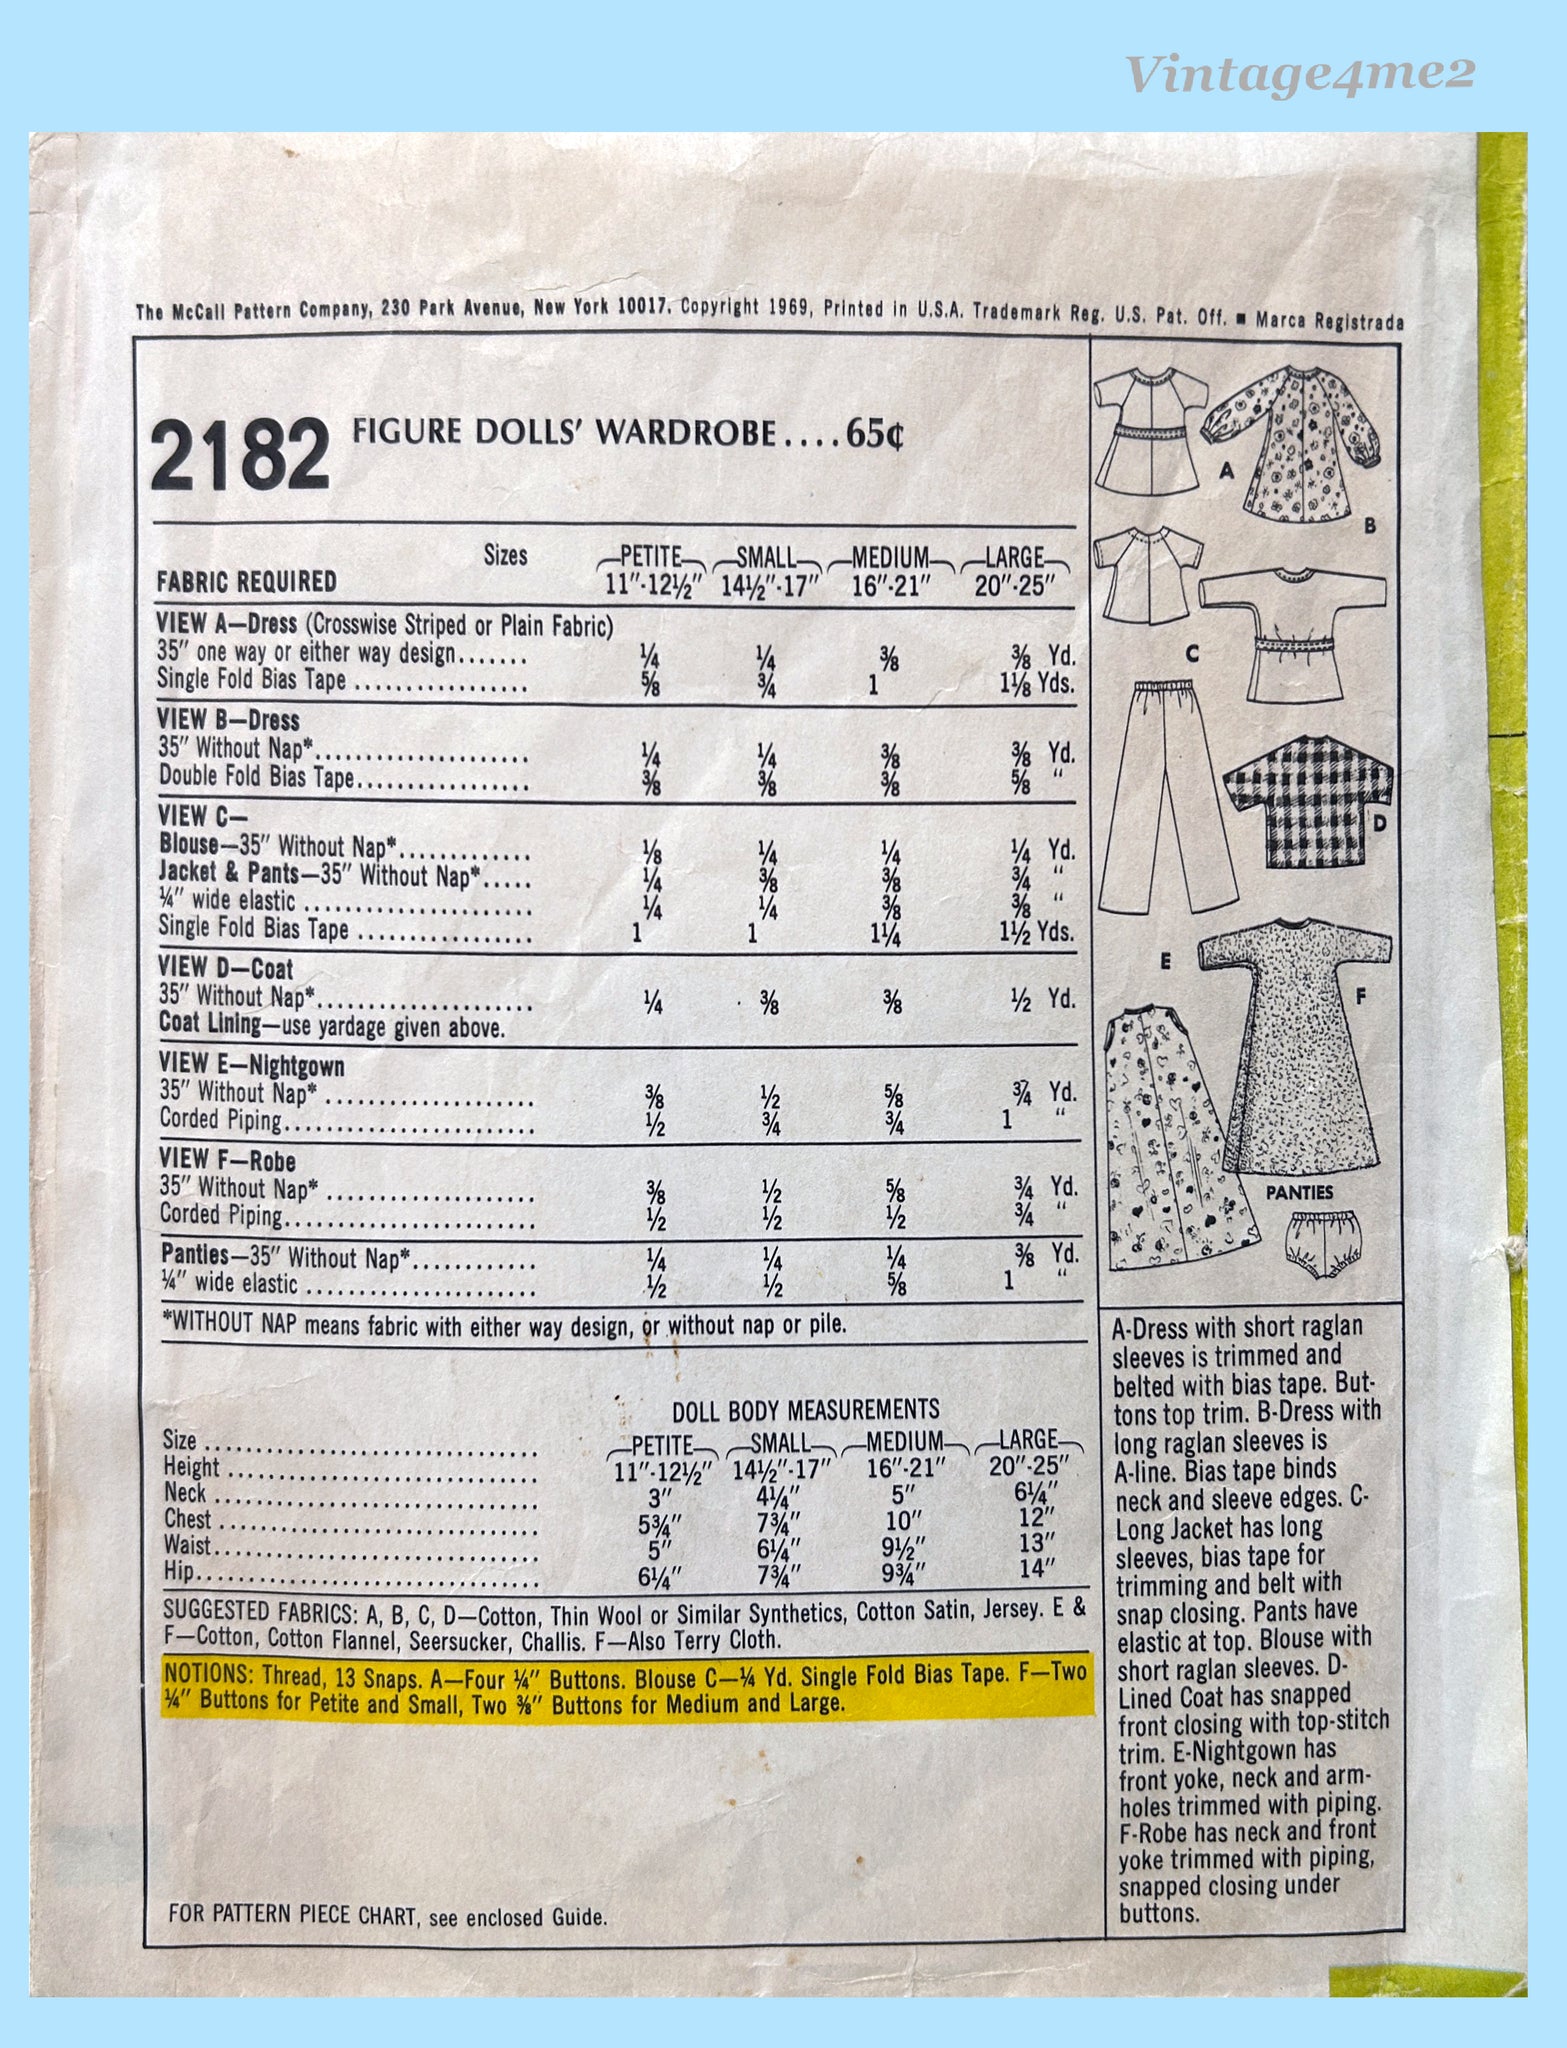 Vintage4me2
The McCall Pattern Company, 230 Park Avenue, New York 10017. Copyright 1969, Printed in U.S.A. Trademark Reg. U.S. Pat. Off. ■ Marca Registrada
2182 FIGURE DOLLS' WARDROBE....65¢
Sizes PETITE SMALL MEDIUM LARGE
FABRIC REQUIRED 11"-12½" 14½"-17" 16"-21" 20"-25"
VIEW A—Dress (Crosswise Striped or Plain Fabric)
35" one way or either way design....... ¼ ¼ ⅜ ⅜ Yd.
Single Fold Bias Tape ................. ⅝ ¾ 1 1⅛ Yds.
VIEW B—Dress
35" Without Nap*..................... ¼ ¼ ⅜ ⅜ Yd.
Double Fold Bias Tape................. ⅜ ⅜ ⅜ ⅝ "
VIEW C—
Blouse—35" Without Nap*............. ⅛ ¼ ¼ ¼ Yd.
Jacket & Pants—35" Without Nap*..... ¼ ⅜ ⅜ ¾ "
¼" wide elastic ....................... ¼ ¼ ⅜ ⅜ "
Single Fold Bias Tape ................. 1 1 1¼ 1½ Yds.
VIEW D—Coat
35" Without Nap*..................... ¼ ⅜ ⅜ ½ Yd.
Coat Lining—use yardage given above.
VIEW E—Nightgown
35" Without Nap* ..................... ⅜ ½ ⅝ ¾ Yd.
Corded Piping......................... ½ ¾ ¾ 1 "
VIEW F—Robe
35" Without Nap* ..................... ⅜ ½ ⅝ ¾ Yd.
Corded Piping......................... ½ ½ ½ ¾ "
Panties—35" Without Nap*............ ¼ ¼ ¼ ⅜ Yd.
¼" wide elastic ....................... ½ ½ ⅝ 1 "
*WITHOUT NAP means fabric with either way design, or without nap or pile.
DOLL BODY MEASUREMENTS
Size ................................. PETITE SMALL MEDIUM LARGE
Height ............................... 11"-12½" 14½"-17" 16"-21" 20"-25"
Neck ................................. 3" 4¼" 5" 6¼"
Chest ................................ 5¾" 7¾" 10" 12"
Waist................................. 5" 6¼" 9½" 13"
Hip................................... 6¼" 7¾" 9¾" 14"
SUGGESTED FABRICS: A, B, C, D—Cotton, Thin Wool or Similar Synthetics, Cotton Satin, Jersey. E &
F—Cotton, Cotton Flannel, Seersucker, Challis. F—Also Terry Cloth.
NOTIONS: Thread, 13 Snaps. A—Four ¼" Buttons. Blouse C—¼ Yd. Single Fold Bias Tape. F—Two
¼" Buttons for Petite and Small, Two ⅜" Buttons for Medium and Large.
FOR PATTERN PIECE CHART, see enclosed Guide.
A
B
C
D
E
F
PANTIES
A-Dress with short raglan
sleeves is trimmed and
belted with bias tape. But-
tons top trim. B-Dress with
long raglan sleeves is
A-line. Bias tape binds
neck and sleeve edges. C-
Long Jacket has long
sleeves, bias tape for
trimming and belt with
snap closing. Pants have
elastic at top. Blouse with
short raglan sleeves. D-
Lined Coat has snapped
front closing with top-stitch
trim. E-Nightgown has
front yoke, neck and arm-
holes trimmed with piping.
F-Robe has neck and front
yoke trimmed with piping,
snapped closing under
buttons.